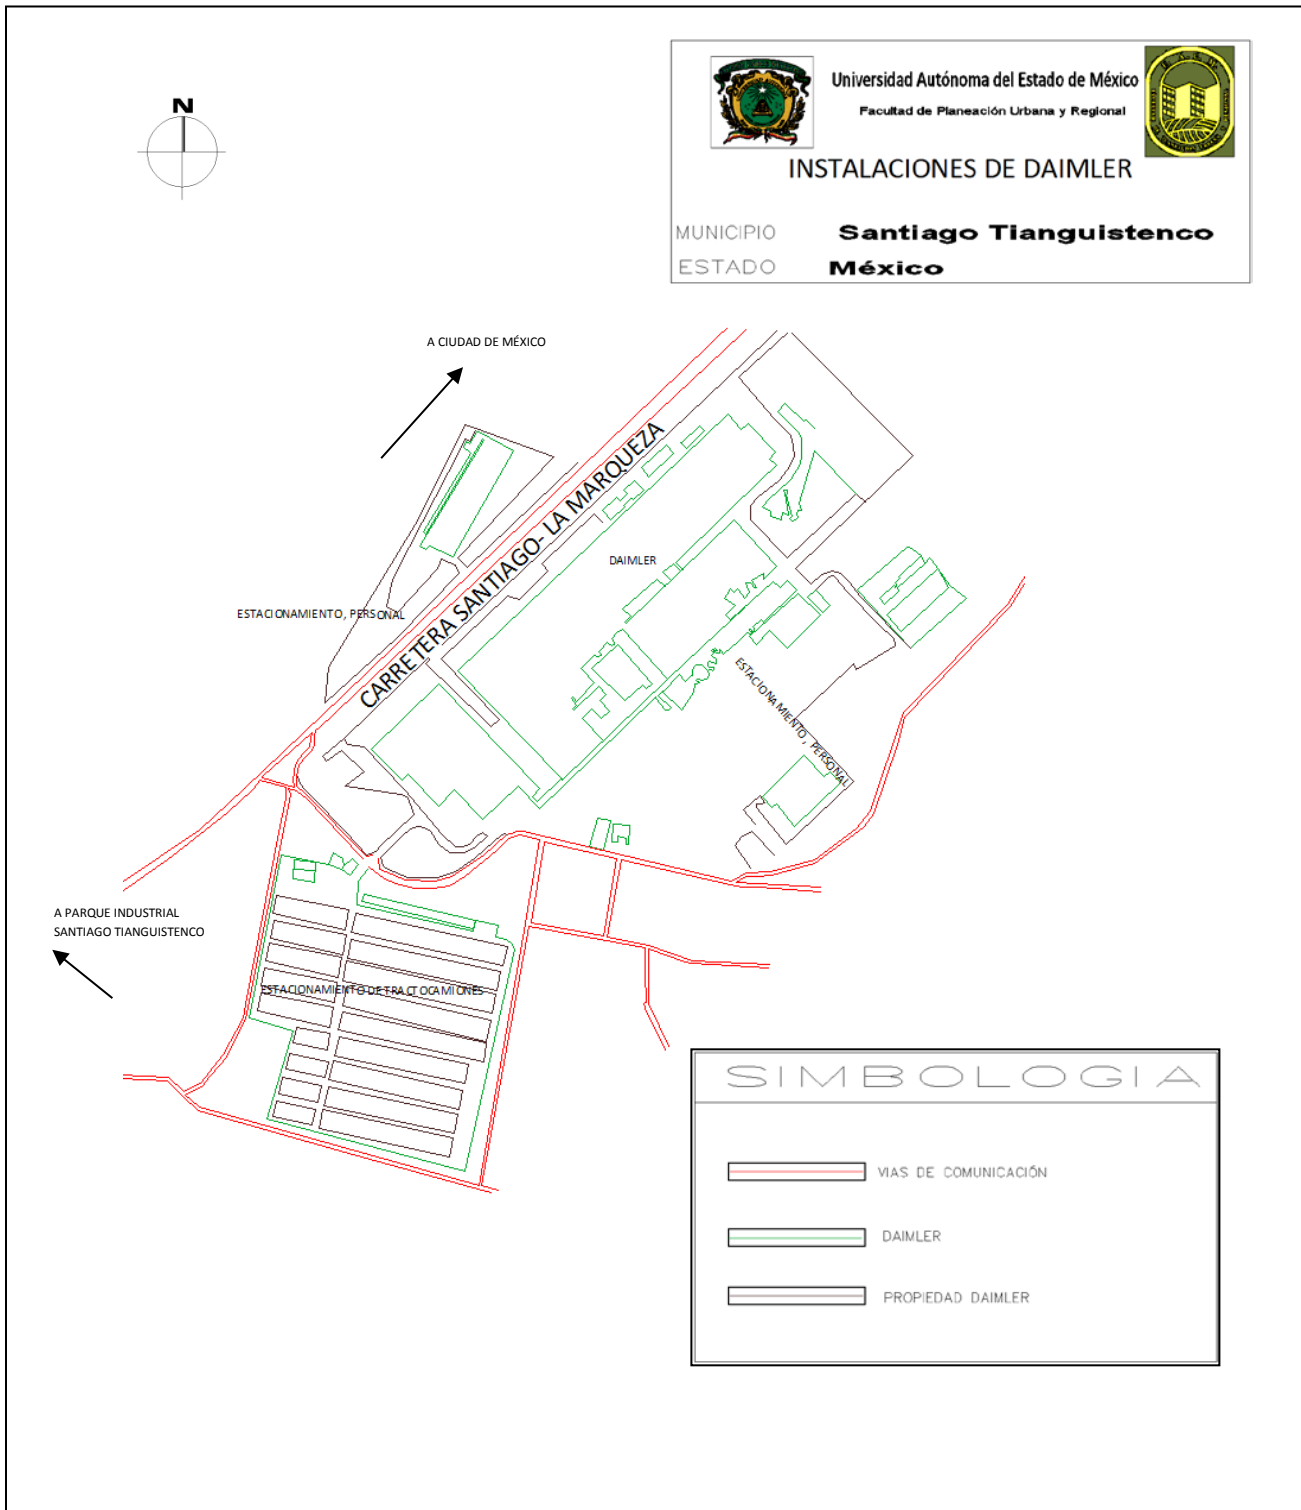 N
Universidad Autónoma del Estado de México
Facultad de Planeación Urbana y Regional
INSTALACIONES DE DAIMLER
MUNICIPIO Santiago Tianguistenco
ESTADO México
A CIUDAD DE MÉXICO
CARRETERA SANTIAGO- LA MARQUEZA
DAIMLER
ESTACIONAMIENTO, PERSONAL
ESTACIONAMIENTO, PERSONAL
A PARQUE INDUSTRIAL
SANTIAGO TIANGUISTENCO
ESTACIONAMIENTO DE TRACTOCAMIONES
SIMBOLOGIA
VIAS DE COMUNICACIÓN
DAIMLER
PROPIEDAD DAIMLER